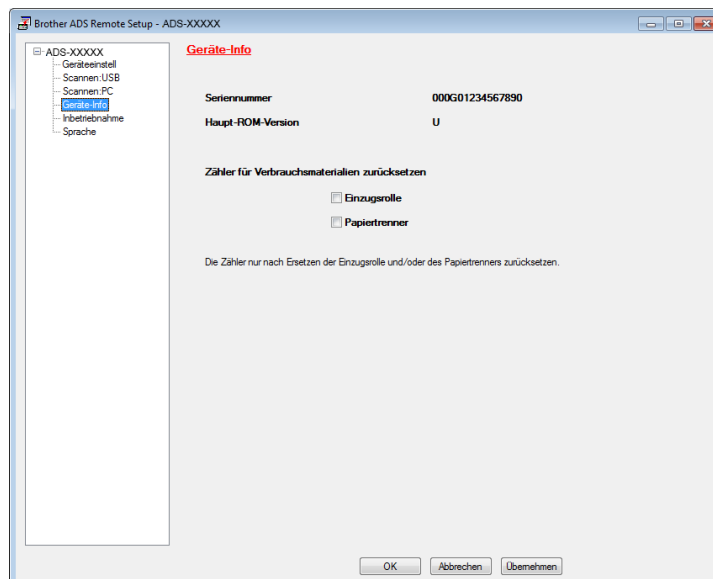 Brother ADS Remote Setup - ADS-XXXXX
ADS-XXXXX
Geräteeinstell
Scannen:USB
Scannen:PC
Geräte-Info
Inbetriebnahme
Sprache
Geräte-Info
Seriennummer 000G01234567890
Haupt-ROM-Version U
Zähler für Verbrauchsmaterialien zurücksetzen
Einzugsrolle
Papiertrenner
Die Zähler nur nach Ersetzen der Einzugsrolle und/oder des Papiertrenners zurücksetzen.
OK Abbrechen Übernehmen